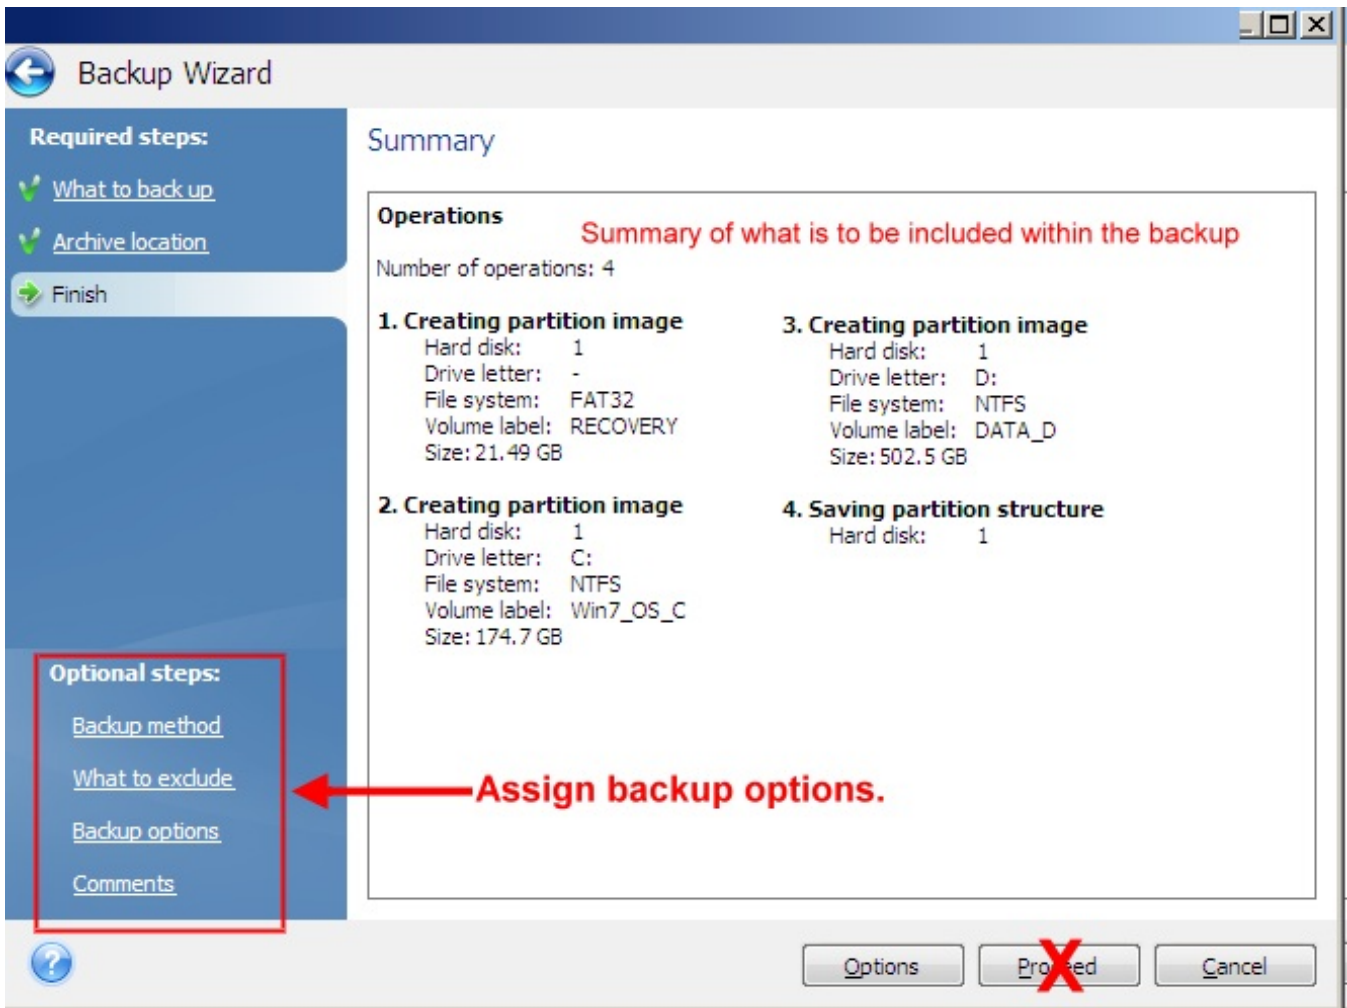 Backup Wizard
Required steps:
What to back up
Archive location
Finish
Optional steps:
Backup method
What to exclude
Backup options
Comments
Summary
Operations
Summary of what is to be included within the backup
Number of operations: 4
1. Creating partition image
Hard disk: 1
Drive letter: -
File system: FAT32
Volume label: RECOVERY
Size: 21.49 GB
2. Creating partition image
Hard disk: 1
Drive letter: C:
File system: NTFS
Volume label: Win7_OS_C
Size: 174.7 GB
3. Creating partition image
Hard disk: 1
Drive letter: D:
File system: NTFS
Volume label: DATA_D
Size: 502.5 GB
4. Saving partition structure
Hard disk: 1
Assign backup options.
Options
Proceed
X
Cancel